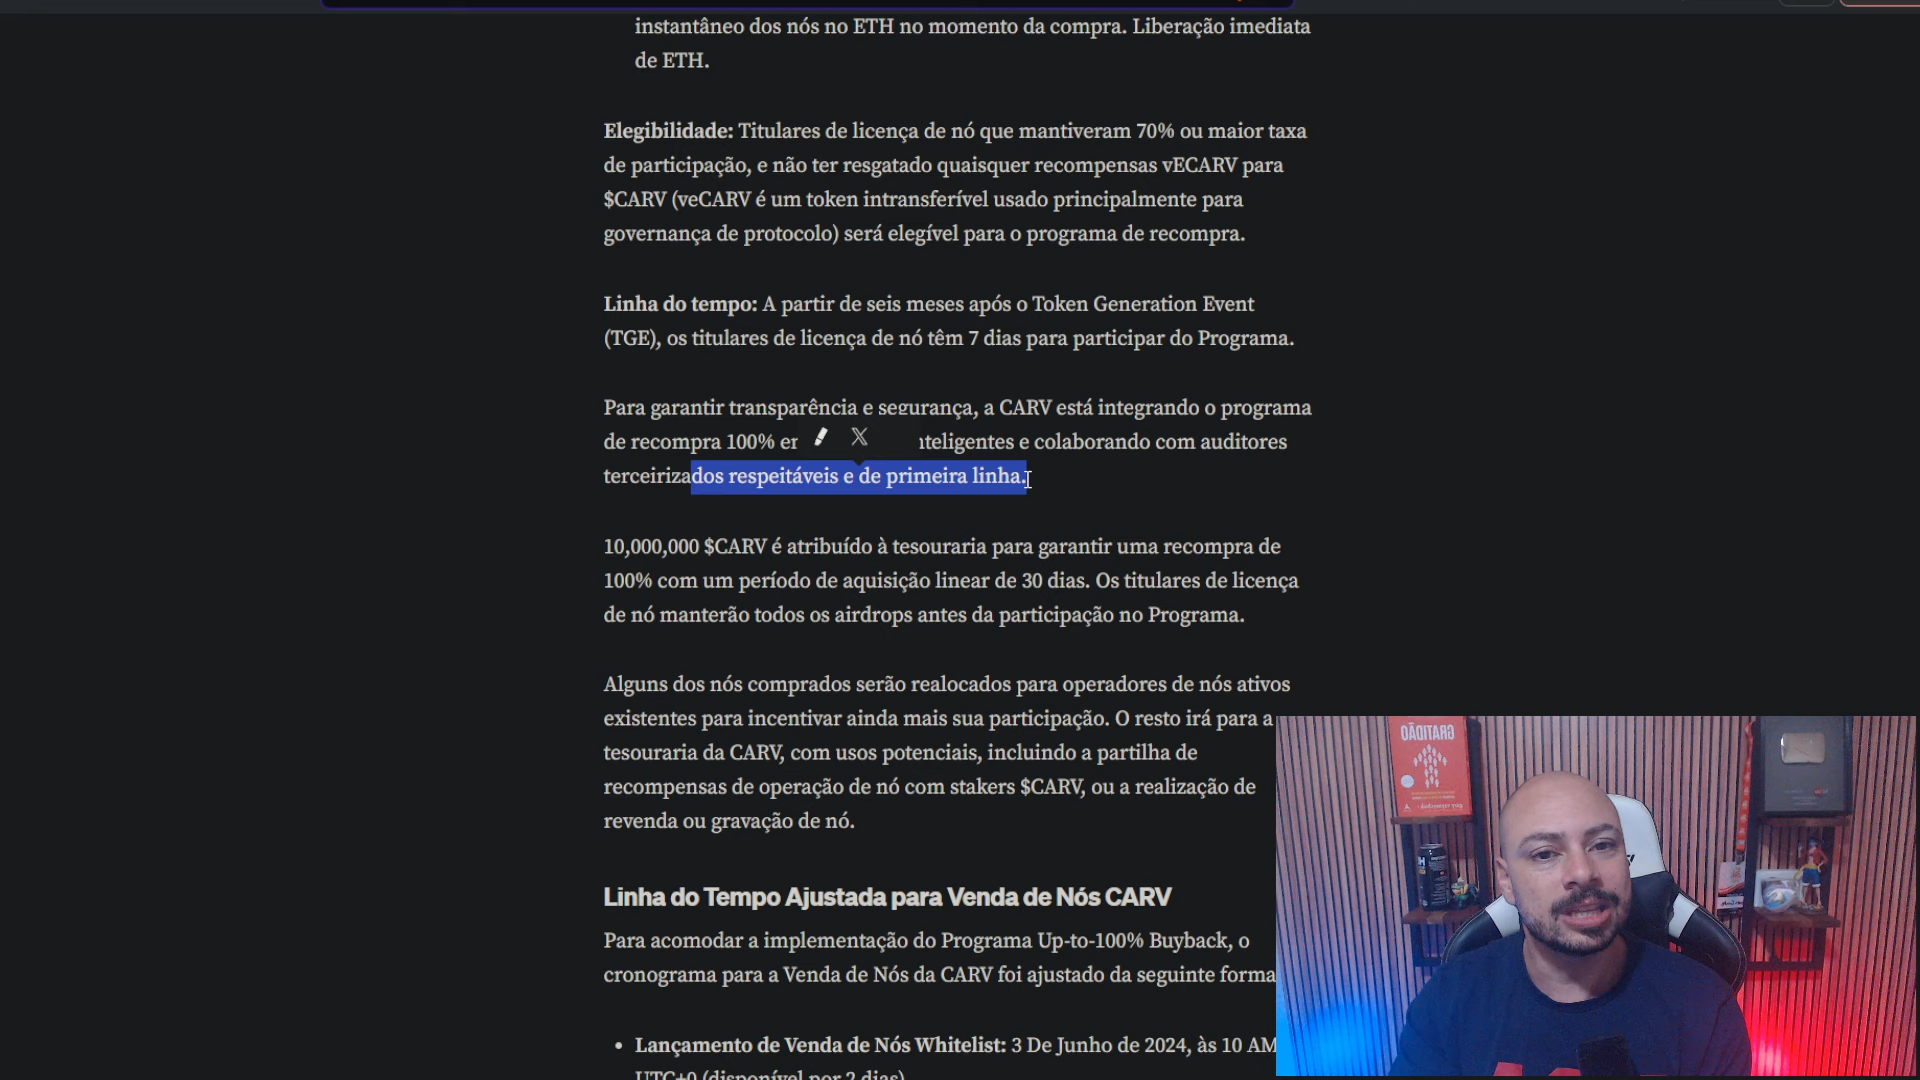 instantâneo dos nós no ETH no momento da compra. Liberação imediata
de ETH.
Elegibilidade: Titulares de licença de nó que mantiveram 70% ou maior taxa
de participação, e não ter resgatado quaisquer recompensas vECARV para
$CARV (veCARV é um token intransferível usado principalmente para
governança de protocolo) será elegível para o programa de recompra.
Linha do tempo: A partir de seis meses após o Token Generation Event
(TGE), os titulares de licença de nó têm 7 dias para participar do Programa.
Para garantir transparência e segurança, a CARV está integrando o programa
de recompra 100% nteligentes e colaborando com auditores
terceirizados respeitáveis e de primeira linha.
10,000,000 $CARV é atribuído à tesouraria para garantir uma recompra de
100% com um período de aquisição linear de 30 dias. Os titulares de licença
de nó manterão todos os airdrops antes da participação no Programa.
Alguns dos nós comprados serão realocados para operadores de nós ativos
existentes para incentivar ainda mais sua participação. O resto irá para a
tesouraria da CARV, com usos potenciais, incluindo a partilha de
recompensas de operação de nó com stakers $CARV, ou a realização de
revenda ou gravação de nó.
Linha do Tempo Ajustada para Venda de Nós CARV
Para acomodar a implementação do Programa Up-to-100% Buyback, o
cronograma para a Venda de Nós da CARV foi ajustado da seguinte forma
• Lançamento de Venda de Nós Whitelist: 3 De Junho de 2024, às 10 AM
UTC+0 (disponível por 2 dias)
GRATIDÃO